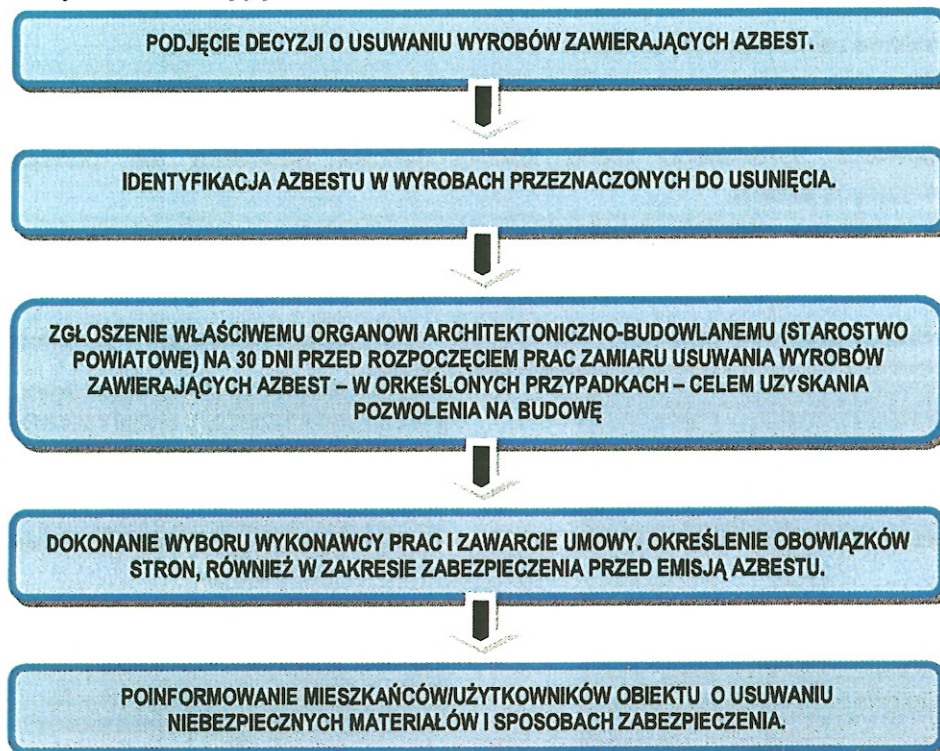 PODJĘCIE DECYZJI O USUWANIU WYROBÓW ZAWIERAJĄCYCH AZBEST.
IDENTYFIKACJA AZBESTU W WYROBACH PRZEZNACZONYCH DO USUNIĘCIA.
ZGŁOSZENIE WŁAŚCIWEMU ORGANOWI ARCHITEKTONICZNO-BUDOWLANEMU (STAROSTWO
POWIATOWE) NA 30 DNI PRZED ROZPOCZĘCIEM PRAC ZAMIARU USUWANIA WYROBÓW
ZAWIERAJĄCYCH AZBEST – W ORKEŚLONYCH PRZYPADKACH – CELEM UZYSKANIA
POZWOLENIA NA BUDOWĘ
DOKONANIE WYBORU WYKONAWCY PRAC I ZAWARCIE UMOWY. OKREŚLENIE OBOWIĄZKÓW
STRON, RÓWNIEŻ W ZAKRESIE ZABEZPIECZENIA PRZED EMISJĄ AZBESTU.
POINFORMOWANIE MIESZKAŃCÓW/UŻYTKOWNIKÓW OBIEKTU O USUWANIU
NIEBEZPIECZNYCH MATERIAŁÓW I SPOSOBACH ZABEZPIECZENIA.